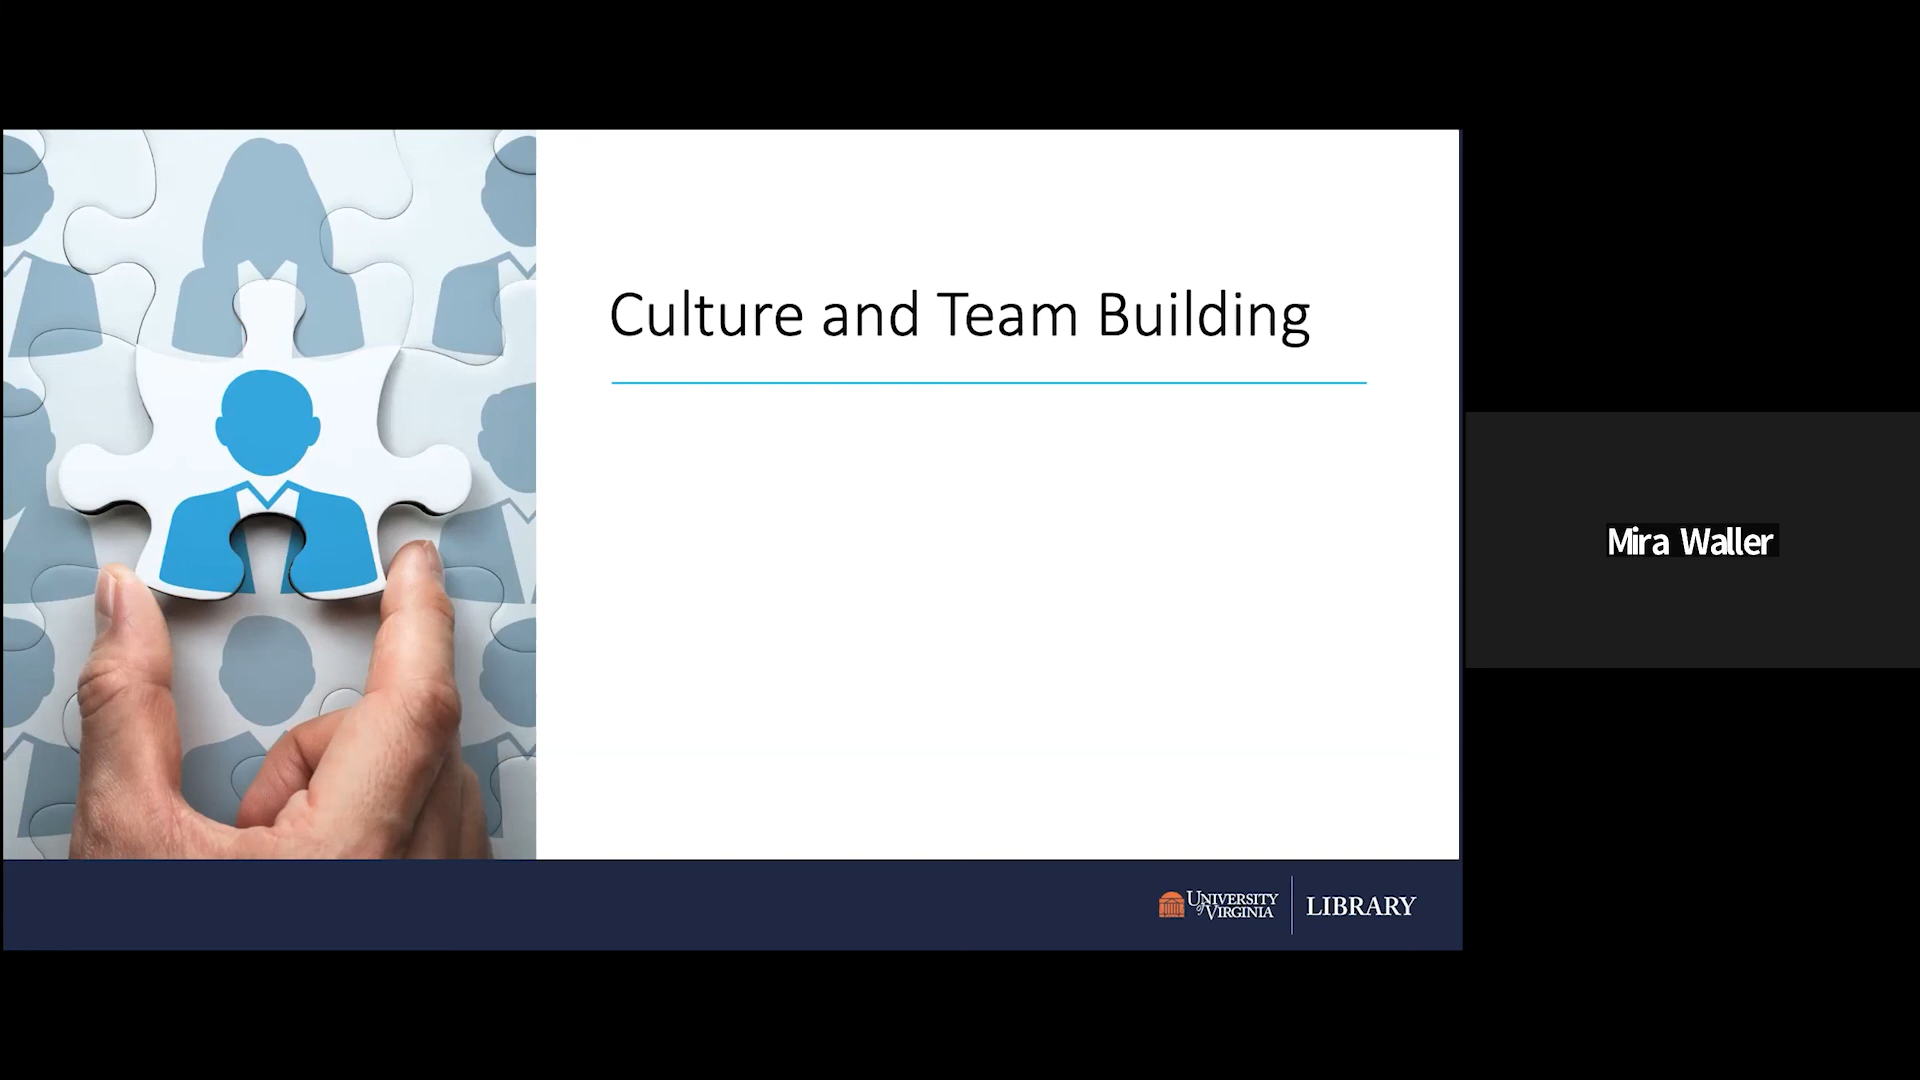 Culture and Team Building
Mira Waller
UNIVERSITY
of VIRGINIA
LIBRARY